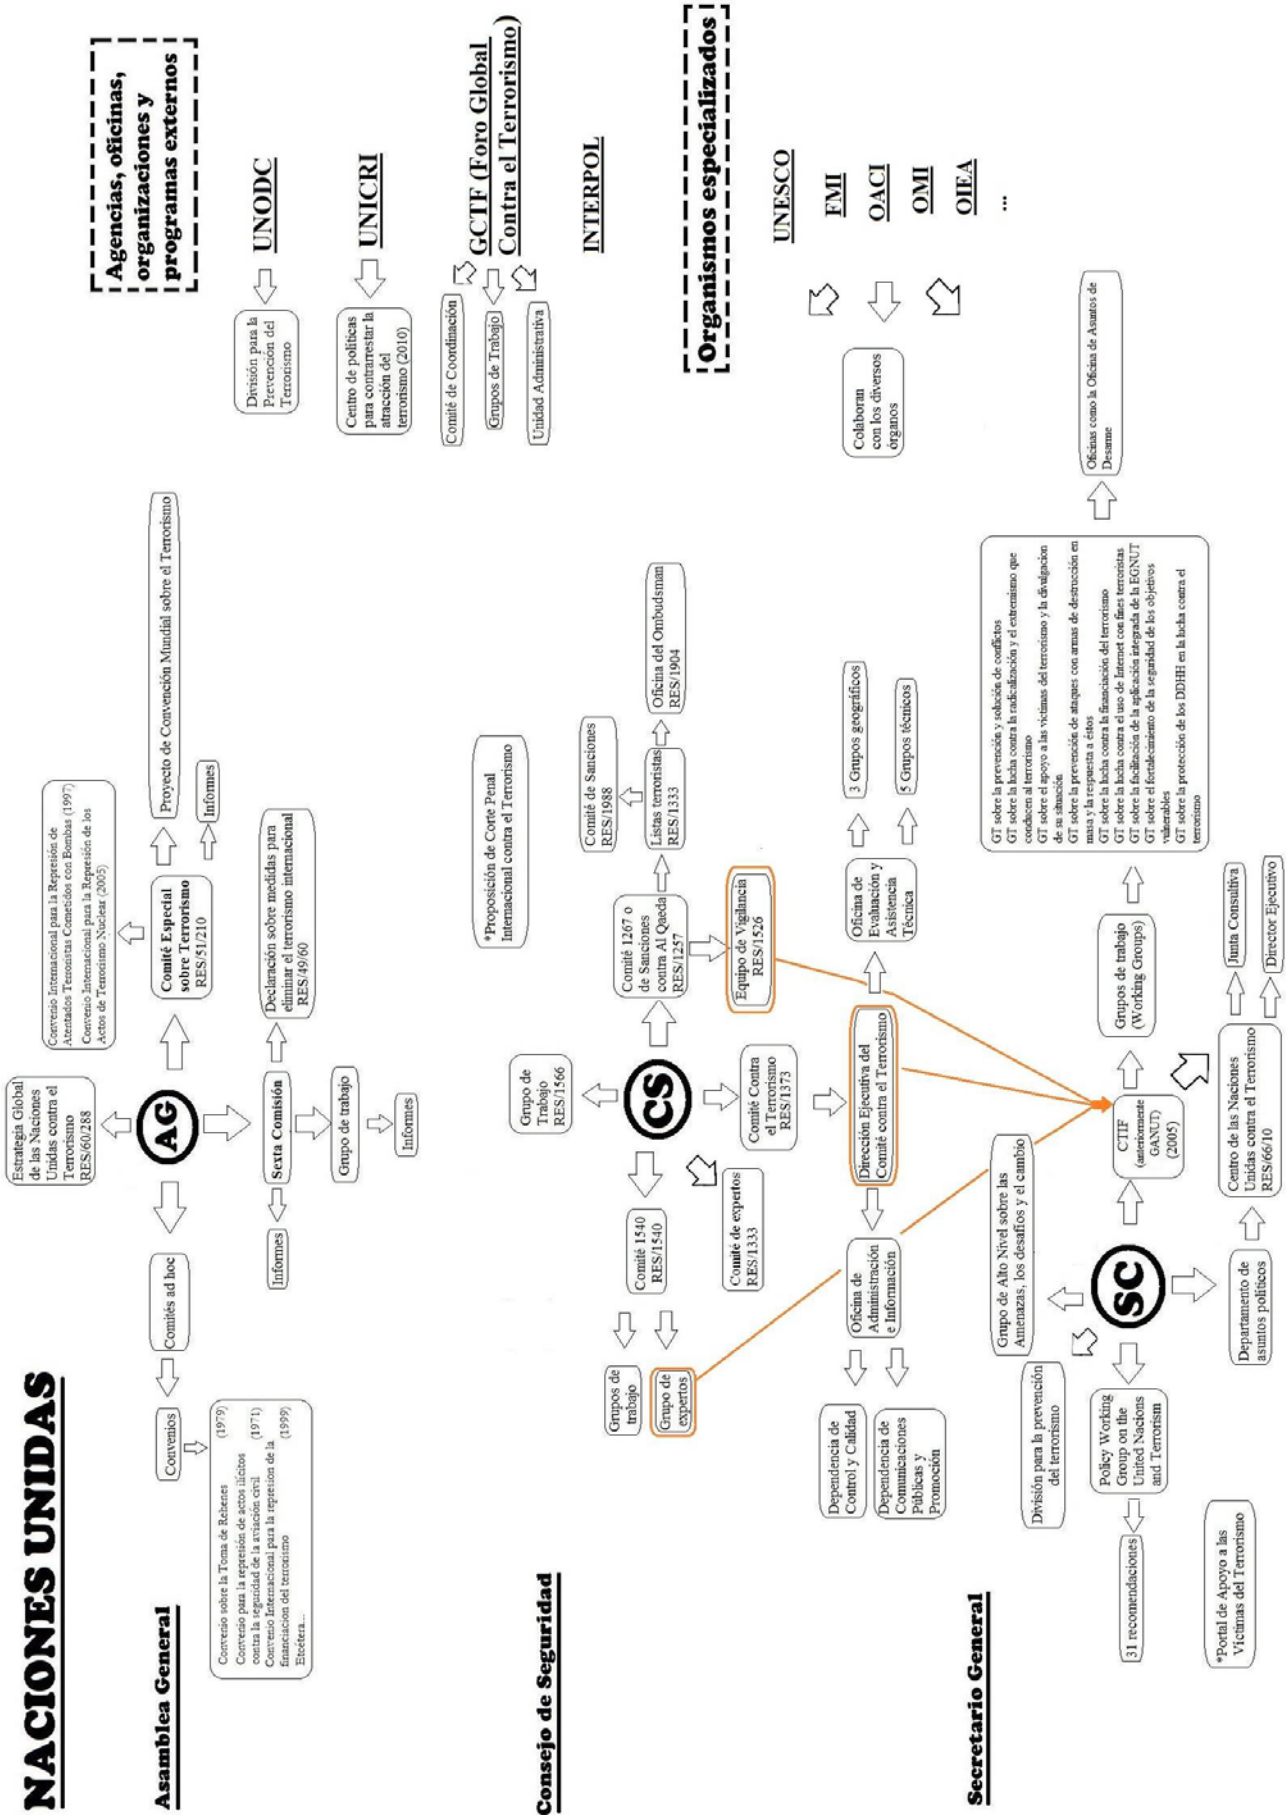 NACIONES UNIDAS
Asamblea General
Estrategia Global
de las Naciones
Unidas contra el
Terrorismo
RES/60/288
AG
Comités ad hoc
Convenios
Convenio sobre la Toma de Rehenes (1979)
Convenio para la represión de actos ilícitos
contra la seguridad de la aviación civil (1971)
Convenio Internacional para la represion de la
financiacion del terrorismo (1999)
Etcétera...
Convenio Internacional para la Represión de
Atentados Terroristas Cometidos con Bombas (1997)
Convenio Internacional para la Represión de los
Actos de Terrorismo Nuclear (2005)
Comité Especial
sobre Terrorismo
RES/51/210
Proyecto de Convención Mundial sobre el Terrorismo
Informes
Sexta Comisión
Declaración sobre medidas para
eliminar el terrorismo internacional
RES/49/60
Informes
Grupo de trabajo
Informes
Consejo de Seguridad
*Proposición de Corte Penal
Internacional contra el Terrorismo
Grupo de
Trabajo
RES/1566
CS
Comité 1540
RES/1540
Grupos de
trabajo
Grupo de
expertos
Comité de expertos
RES/1333
Comité 1267 o
de Sanciones
contra Al Qaeda
RES/1257
Listas terroristas
RES/1333
Comité de Sanciones
RES/1988
Oficina del Ombudsman
RES/1904
Equipo de Vigilancia
RES/1526
Comité Contra
el Terrorismo
RES/1373
Dirección Ejecutiva del
Comité contra el Terrorismo
Oficina de
Administración
e Información
Dependencia de
Control y Calidad
Dependencia de
Comunicaciones
Públicas y
Promoción
Oficina de
Evaluación y
Asistencia
Técnica
3 Grupos geográficos
5 Grupos técnicos
Secretario General
SC
Grupo de Alto Nivel sobre las
Amenazas, los desafíos y el cambio
División para la prevención
del terrorismo
Policy Working
Group on the
United Nations
and Terrorism
31 recomendaciones
*Portal de Apoyo a las
Víctimas del Terrorismo
Departamento de
asuntos políticos
CTIF
(anteriormente
GANUT)
(2005)
Centro de las Naciones
Unidas contra el Terrorismo
RES/66/10
Junta Consultiva
Director Ejecutivo
Grupos de trabajo
(Working Groups)
GT sobre la prevención y solución de conflictos
GT sobre la lucha contra la radicalización y el extremismo que
conducen al terrorismo
GT sobre el apoyo a las víctimas del terrorismo y la divulgacion
de su situación
GT sobre la prevención de ataques con armas de destrucción en
masa y la respuesta a éstos
GT sobre la lucha contra la financiación del terrorismo
GT sobre la lucha contra el uso de Internet con fines terroristas
GT sobre la facilitación de la aplicación integrada de la EGNUT
GT sobre el fortalecimiento de la seguridad de los objetivos
vulnerables
GT sobre la protección de los DDHH en la lucha contra el
terrorismo
Oficinas como la Oficina de Asuntos de
Desarme
Agencias, oficinas,
organizaciones y
programas externos
UNODC
División para la
Prevención del
Terrorismo
UNICRI
Centro de políticas
para contrarrestar la
atracción del
terrorismo (2010)
GCTF (Foro Global
Contra el Terrorismo)
Comité de Coordinación
Grupos de Trabajo
Unidad Administrativa
INTERPOL
Organismos especializados
UNESCO
FMI
OACI
OMI
OIEA
...
Colaboran
con los diversos
órganos